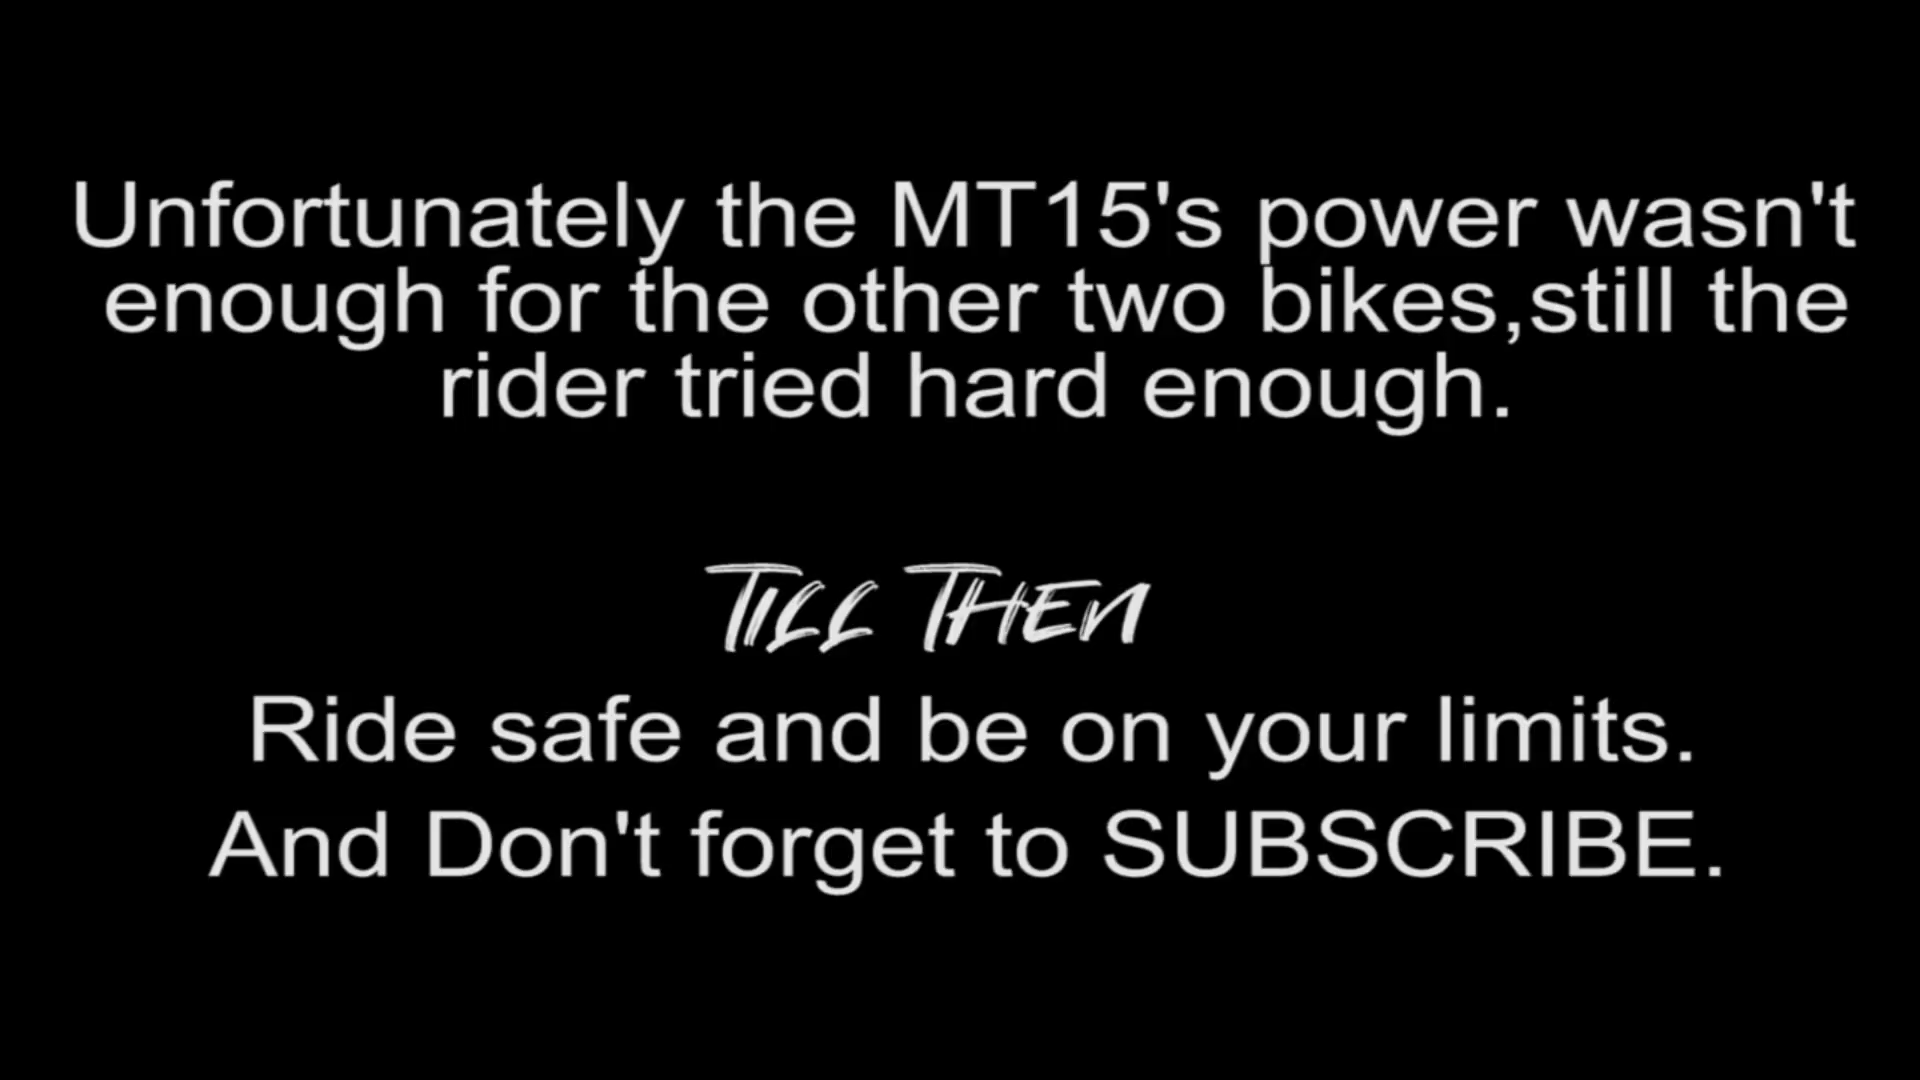 Unfortunately the MT15's power wasn't
enough for the other two bikes,still the
rider tried hard enough.
TILL THEN
Ride safe and be on your limits.
And Don't forget to SUBSCRIBE.